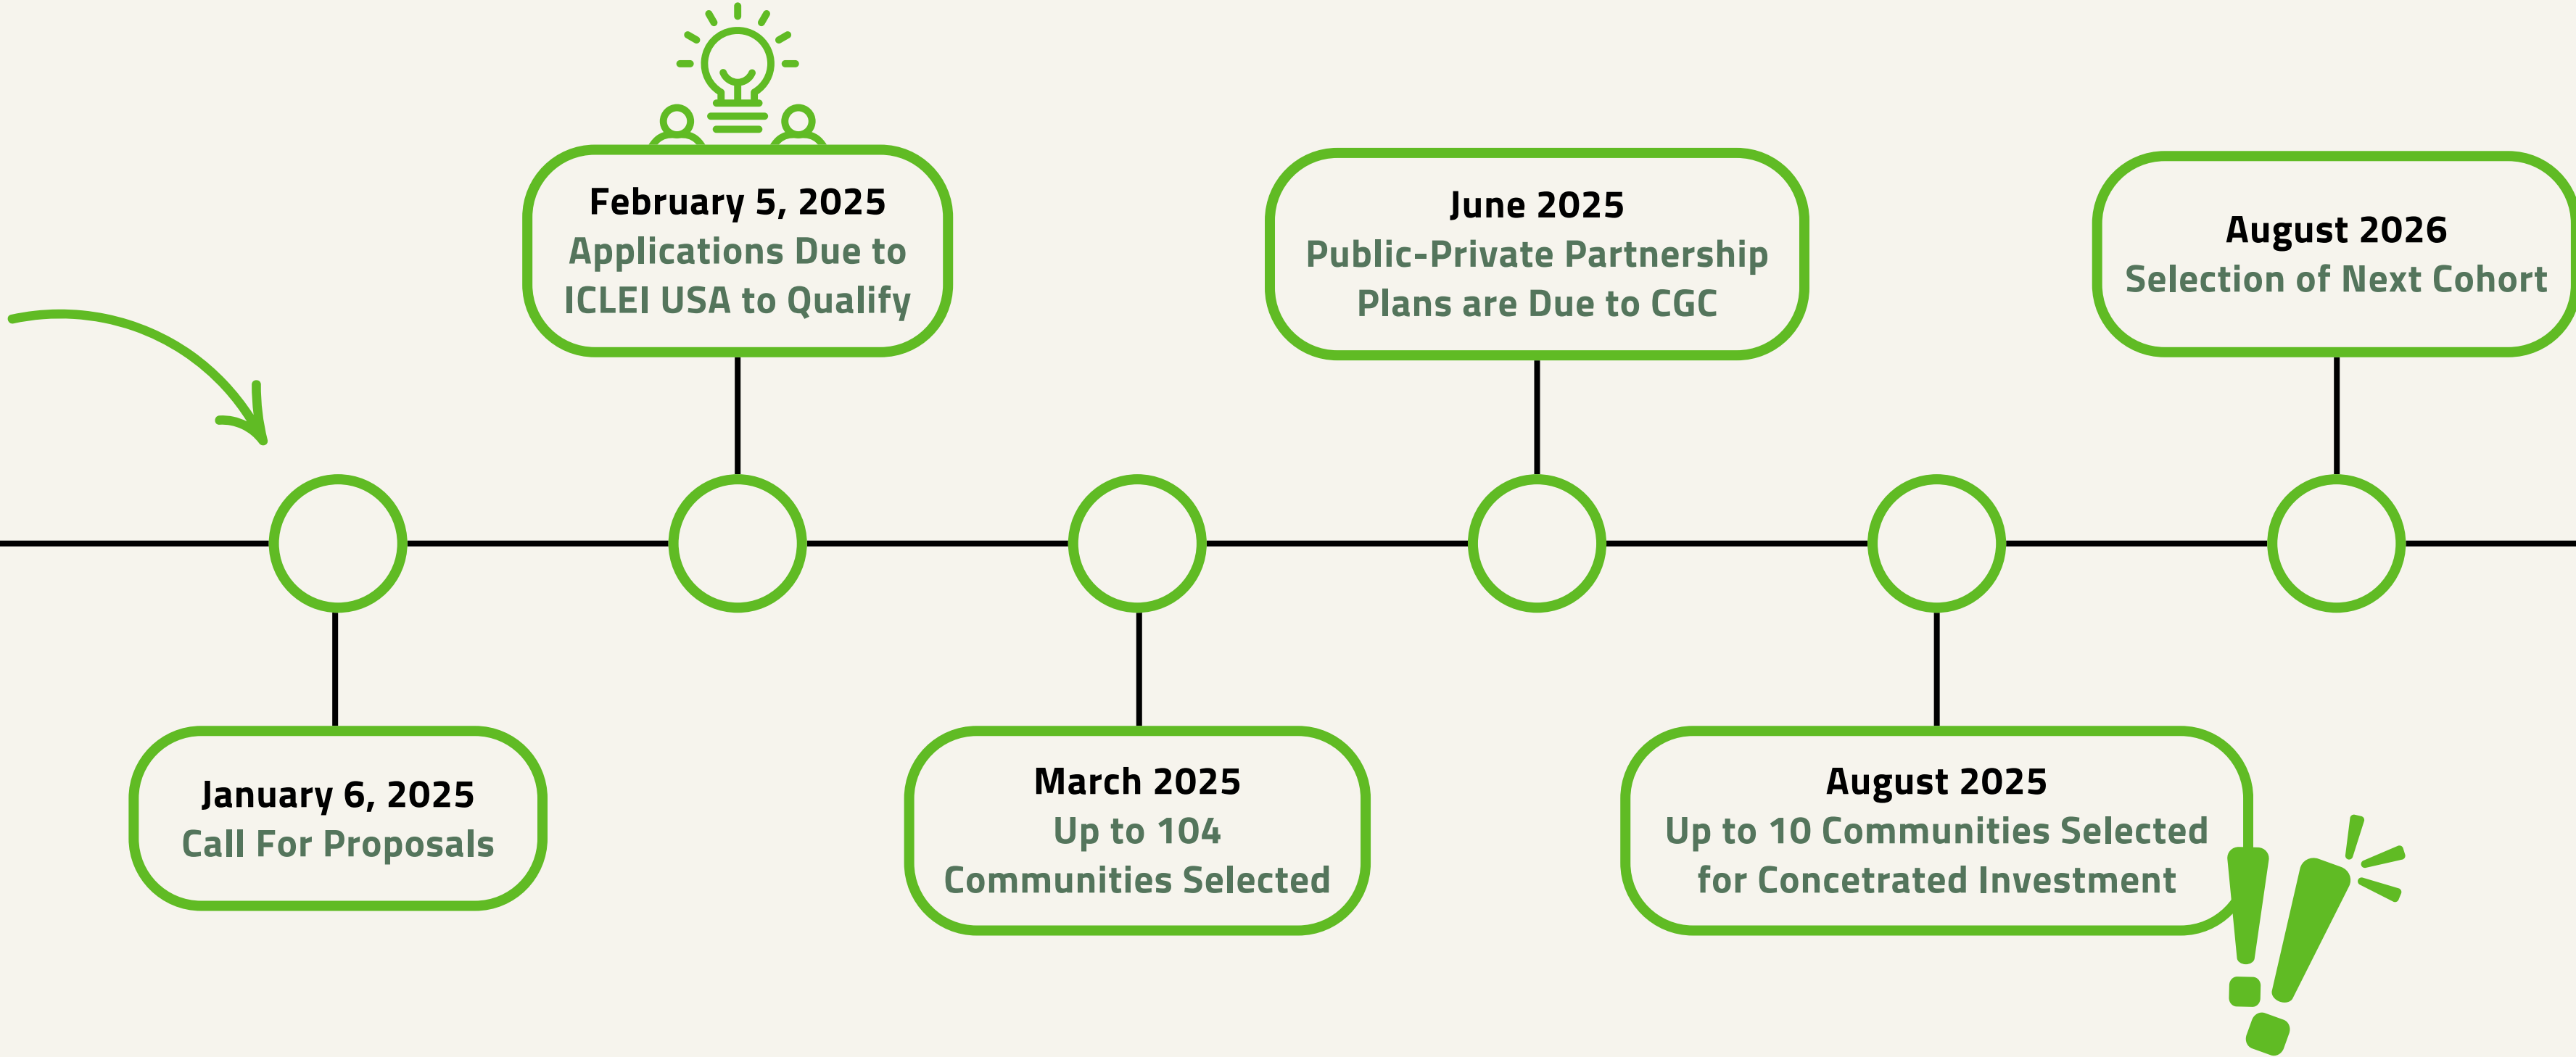 January 6, 2025
Call For Proposals
February 5, 2025
Applications Due to
ICLEI USA to Qualify
March 2025
Up to 104
Communities Selected
June 2025
Public-Private Partnership
Plans are Due to CGC
August 2025
Up to 10 Communities Selected
for Concetrated Investment
August 2026
Selection of Next Cohort